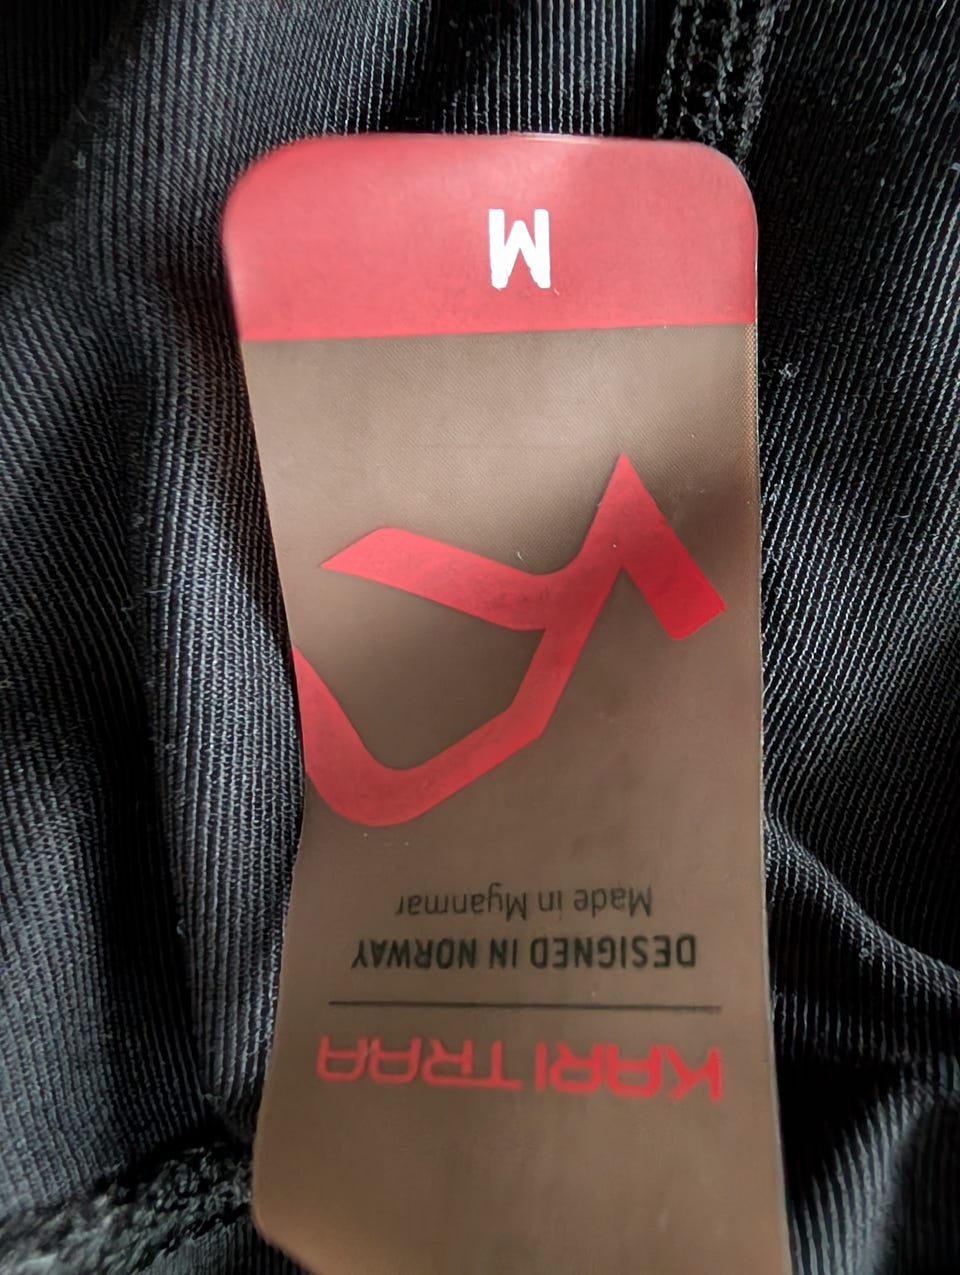 KARI TRAA
DESIGNED IN NORWAY
Made in Myanmar
M